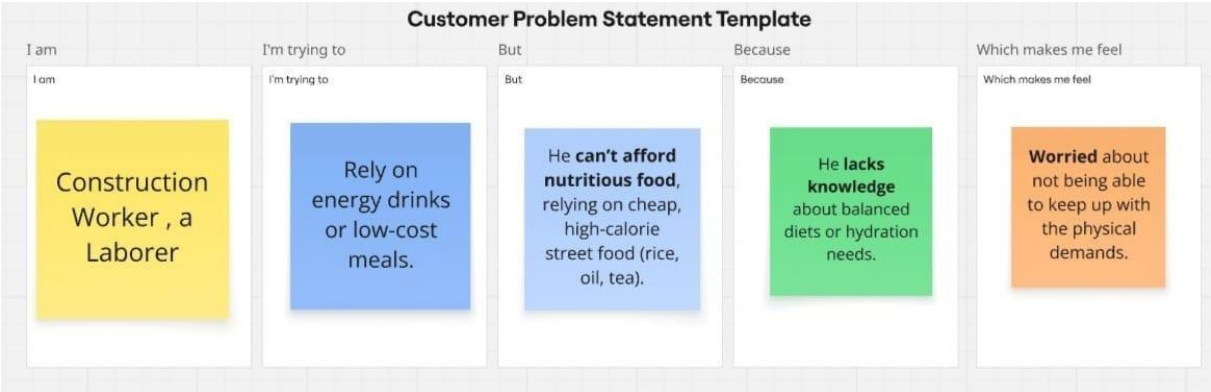 Customer Problem Statement Template
I am
I'm trying to
But
Because
Which makes me feel
I am
I'm trying to
But
Because
Which makes me feel
Construction
Worker , a
Laborer
Rely on
energy drinks
or low-cost
meals.
He can’t afford
nutritious food,
relying on cheap,
high-calorie
street food (rice,
oil, tea).
He lacks
knowledge
about balanced
diets or hydration
needs.
Worried about
not being able
to keep up with
the physical
demands.